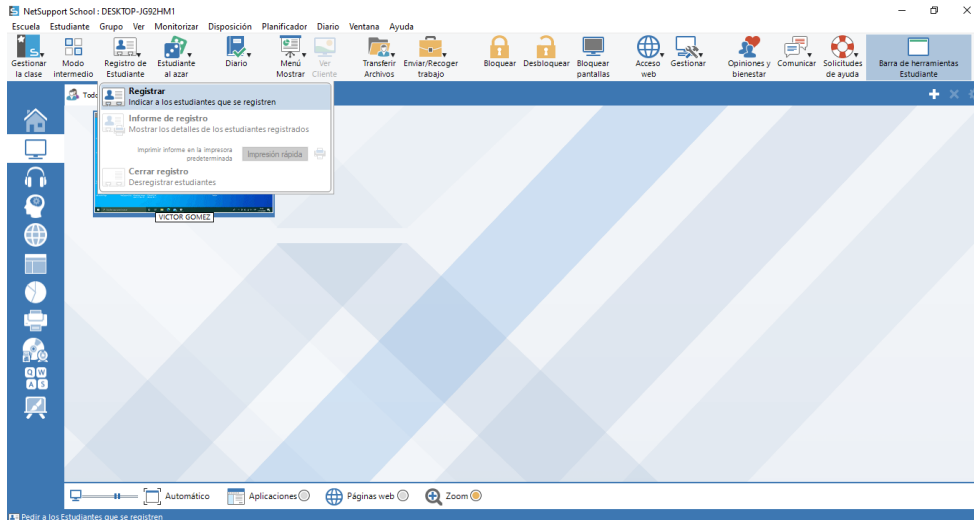 NetSupport School : DESKTOP-JG92HM1
Escuela Estudiante Grupo Ver Monitorizar Disposición Planificador Diario Ventana Ayuda
Gestionar la clase
Modo intermedio
Registro de Estudiante
Estudiante al azar
Diario
Menú Mostrar
Ver Cliente
Transferir Archivos
Enviar/Recoger trabajo
Bloquear
Desbloquear
Bloquear pantallas
Acceso web
Gestionar
Opiniones y bienestar
Comunicar
Solicitudes de ayuda
Barra de herramientas Estudiante
Registrar
Indicar a los estudiantes que se registren
Informe de registro
Mostrar los detalles de los estudiantes registrados
Imprimir informe en la impresora predeterminada
Impresión rápida
Cerrar registro
Desregistrar estudiantes
VICTOR GOMEZ
Q W
A S
Automático
Aplicaciones
Páginas web
Zoom
Pedir a los Estudiantes que se registren